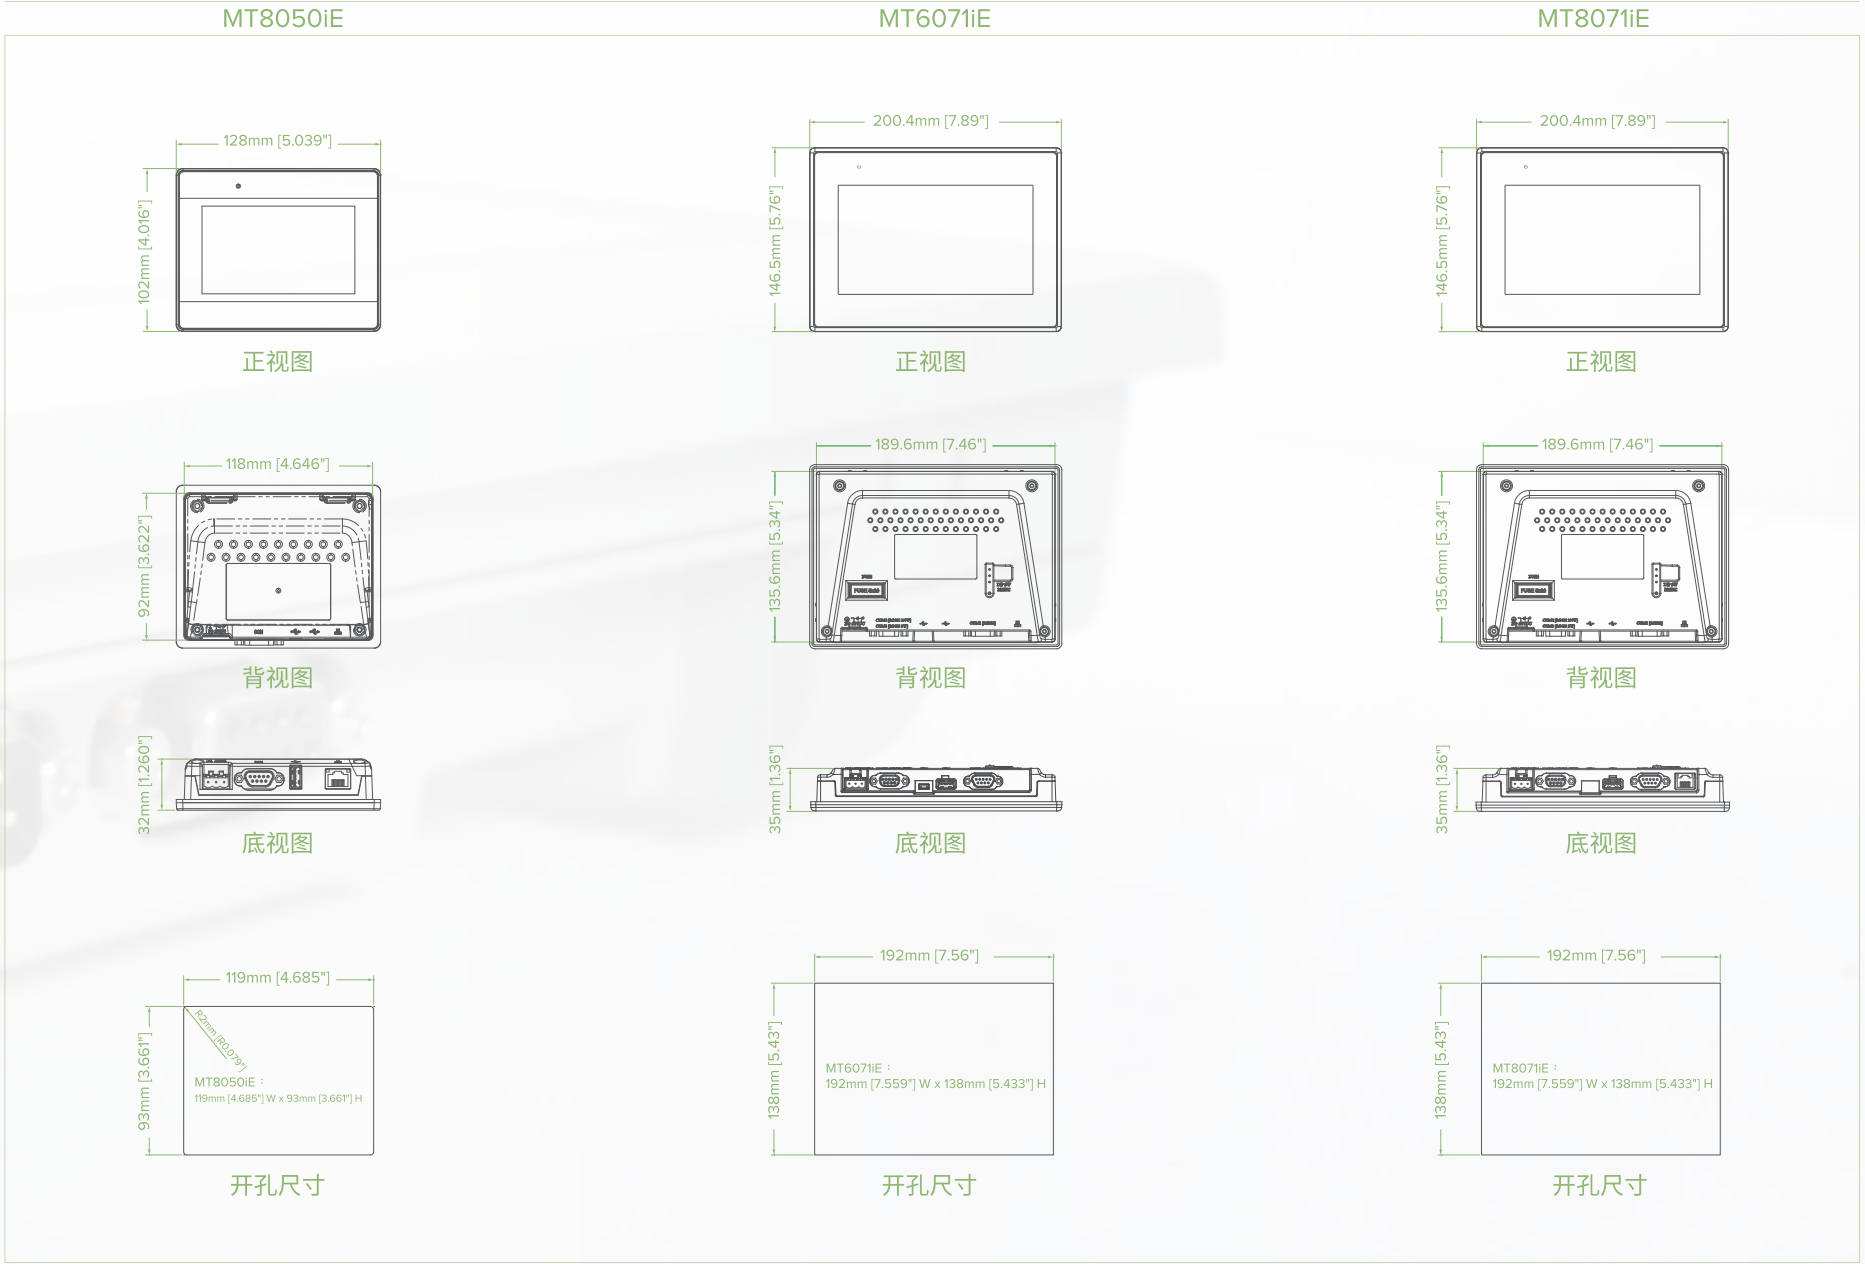 MT8050iE
MT6071iE
MT8071iE
128mm [5.039"]
200.4mm [7.89"]
200.4mm [7.89"]
102mm [4.016"]
146.5mm [5.76"]
146.5mm [5.76"]
正视图
正视图
正视图
118mm [4.646"]
189.6mm [7.46"]
189.6mm [7.46"]
92mm [3.622"]
135.6mm [5.34"]
135.6mm [5.34"]
背视图
背视图
背视图
32mm [1.260"]
35mm [1.36"]
35mm [1.36"]
底视图
底视图
底视图
119mm [4.685"]
192mm [7.56"]
192mm [7.56"]
93mm [3.661"]
R2mm [R0.079"]
MT8050iE：
119mm [4.685"] W x 93mm [3.661"] H
138mm [5.43"]
MT6071iE：
192mm [7.559"] W x 138mm [5.433"] H
138mm [5.43"]
MT8071iE：
192mm [7.559"] W x 138mm [5.433"] H
开孔尺寸
开孔尺寸
开孔尺寸